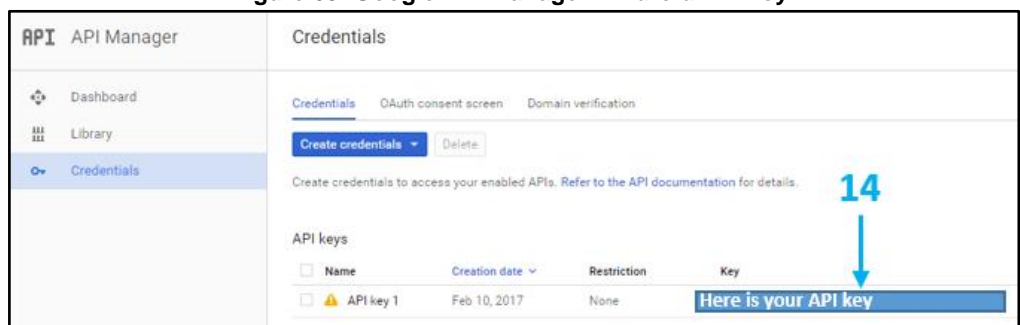 API API Manager
Credentials
Dashboard
Library
Credentials
Credentials OAuth consent screen Domain verification
Create credentials Delete
Create credentials to access your enabled APIs. Refer to the API documentation for details.
14
API keys
Name Creation date Restriction Key
API key 1 Feb 10, 2017 None Here is your API key